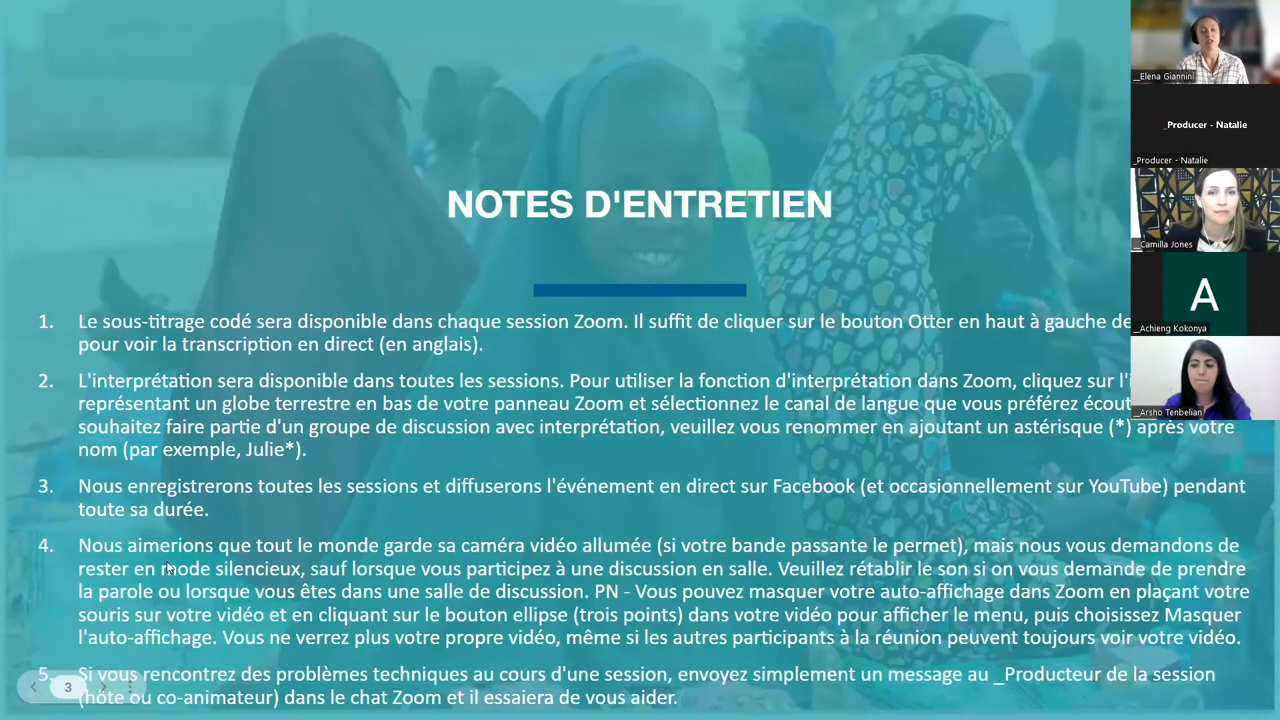 NOTES D'ENTRETIEN
1. Le sous-titrage codé sera disponible dans chaque session Zoom. Il suffit de cliquer sur le bouton Otter en haut à gauche de
pour voir la transcription en direct (en anglais).
2. L'interprétation sera disponible dans toutes les sessions. Pour utiliser la fonction d'interprétation dans Zoom, cliquez sur
représentant un globe terrestre en bas de votre panneau Zoom et sélectionnez le canal de langue que vous préférez
souhaitez faire partie d'un groupe de discussion avec interprétation, veuillez vous renommer en ajoutant un astérisque (*) après votre
nom (par exemple, Julie*).
3. Nous enregistrerons toutes les sessions et diffuserons l'événement en direct sur Facebook (et occasionnellement sur YouTube) pendant
toute sa durée.
4. Nous aimerions que tout le monde garde sa caméra vidéo allumée (si votre bande passante le permet), mais nous vous demandons de
rester en mode silencieux, sauf lorsque vous participez à une discussion en salle. Veuillez rétablir le son si on vous demande de prendre
la parole ou lorsque vous êtes dans une salle de discussion. PN - Vous pouvez masquer votre auto-affichage dans Zoom en plaçant votre
souris sur votre vidéo et en cliquant sur le bouton ellipse (trois points) dans votre vidéo pour afficher le menu, puis choisissez Masquer
l'auto-affichage. Vous ne verrez plus votre propre vidéo, même si les autres participants à la réunion peuvent toujours voir votre vidéo.
5. Si vous rencontrez des problèmes techniques au cours d'une session, envoyez simplement un message au _Producteur de la session
(hôte ou co-animateur) dans le chat Zoom et il essaiera de vous aider.
3
__Elena Giannini
_Producer - Natalie
_Producer - Natalie
__Camilla Jones
A
__Achieng Kokonya
__Arsho Tenbelian